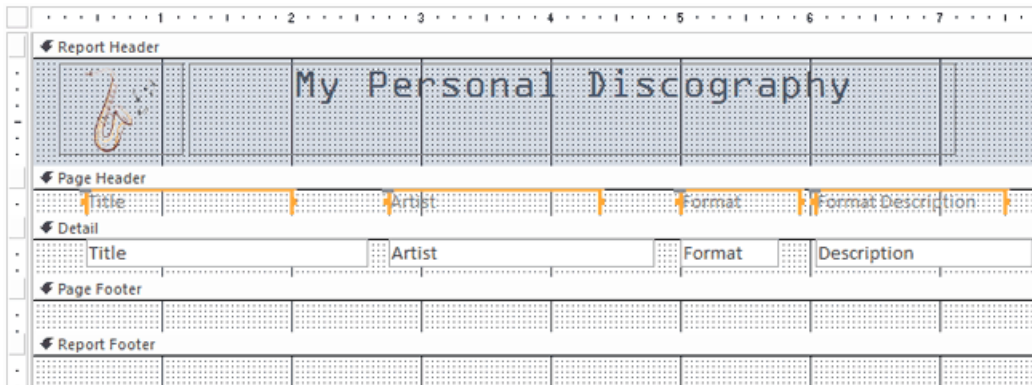 1 2 3 4 5 6 7
Report Header
My Personal Discography
Page Header
Title Artist Format Format Description
Detail
Title Artist Format Description
Page Footer
Report Footer